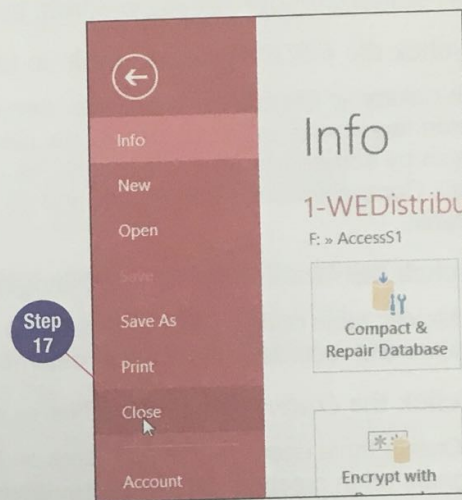 Info
New
Open
Save
Save As
Print
Close
Account
Step
17
Info
1-WEDistribu
F: » AccessS1
Compact &
Repair Database
Encrypt with